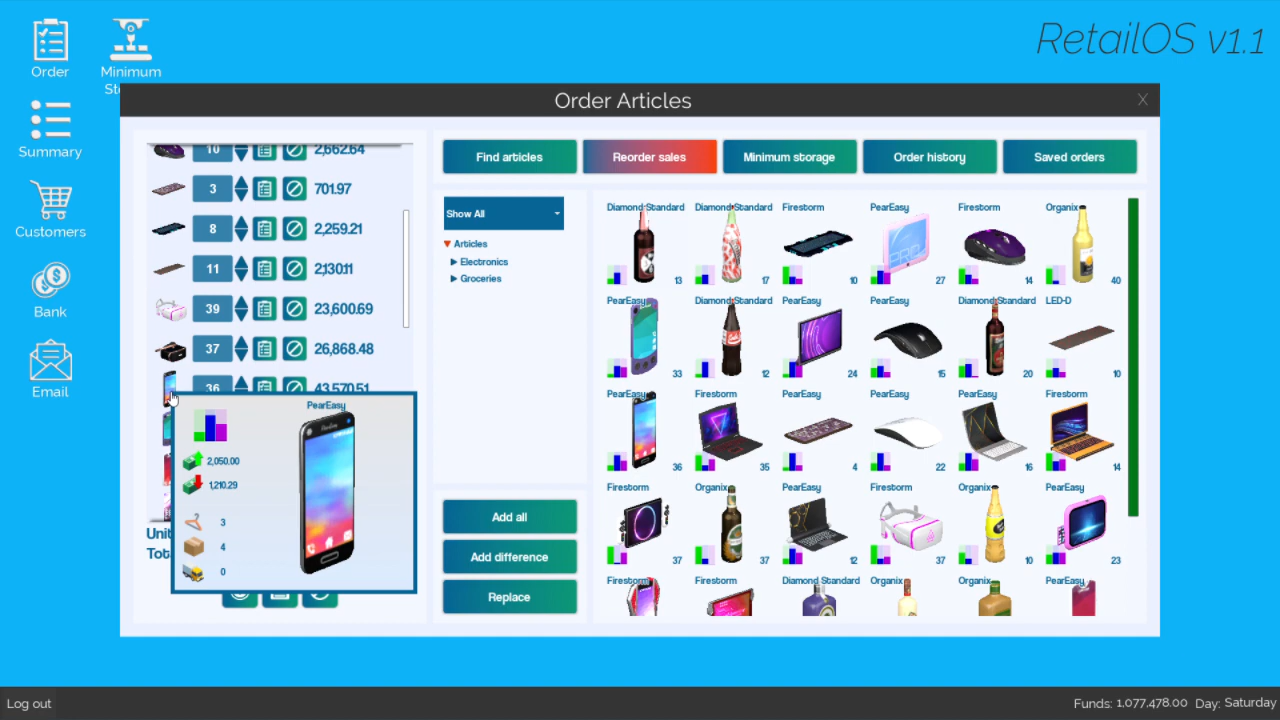 RetailOS v1.1
Order
Minimum
Summary
Customers
Bank
Email
Order Articles
X
10 2,662.64
3 701.97
8 2,259.21
11 2,130.11
39 23,600.69
37 26,868.48
36 43,570.51
PearEasy
2,050.00
1,210.29
3
4
0
Find articles
Reorder sales
Minimum storage
Order history
Saved orders
Show All
Articles
Electronics
Groceries
Add all
Add difference
Replace
Diamond Standard 13
Diamond Standard 17
Firestorm 10
PearEasy 27
Firestorm 14
Organix 40
PearEasy 33
Diamond Standard 12
PearEasy 24
PearEasy 15
Diamond Standard 20
LED-D 10
PearEasy 36
Firestorm 35
PearEasy 4
PearEasy 22
PearEasy 16
Firestorm 14
Firestorm 37
Organix 37
PearEasy 12
Firestorm 37
Organix 10
PearEasy 23
Firestorm
Firestorm
Diamond Standard
Organix
Organix
PearEasy
Log out
Funds: 1,077,478.00 Day: Saturday